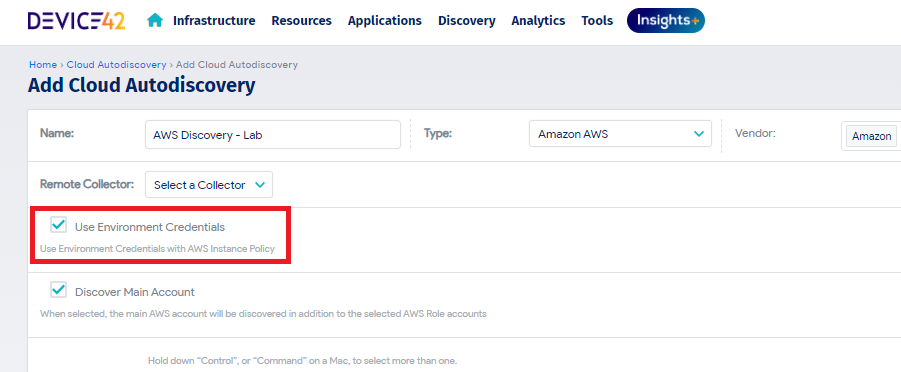 DEVICE42 Infrastructure Resources Applications Discovery Analytics Tools Insights+
Home › Cloud Autodiscovery › Add Cloud Autodiscovery
Add Cloud Autodiscovery
Name: AWS Discovery - Lab Type: Amazon AWS Vendor: Amazon
Remote Collector: Select a Collector
Use Environment Credentials
Use Environment Credentials with AWS Instance Policy
Discover Main Account
When selected, the main AWS account will be discovered in addition to the selected AWS Role accounts
Hold down “Control”, or “Command” on a Mac, to select more than one.